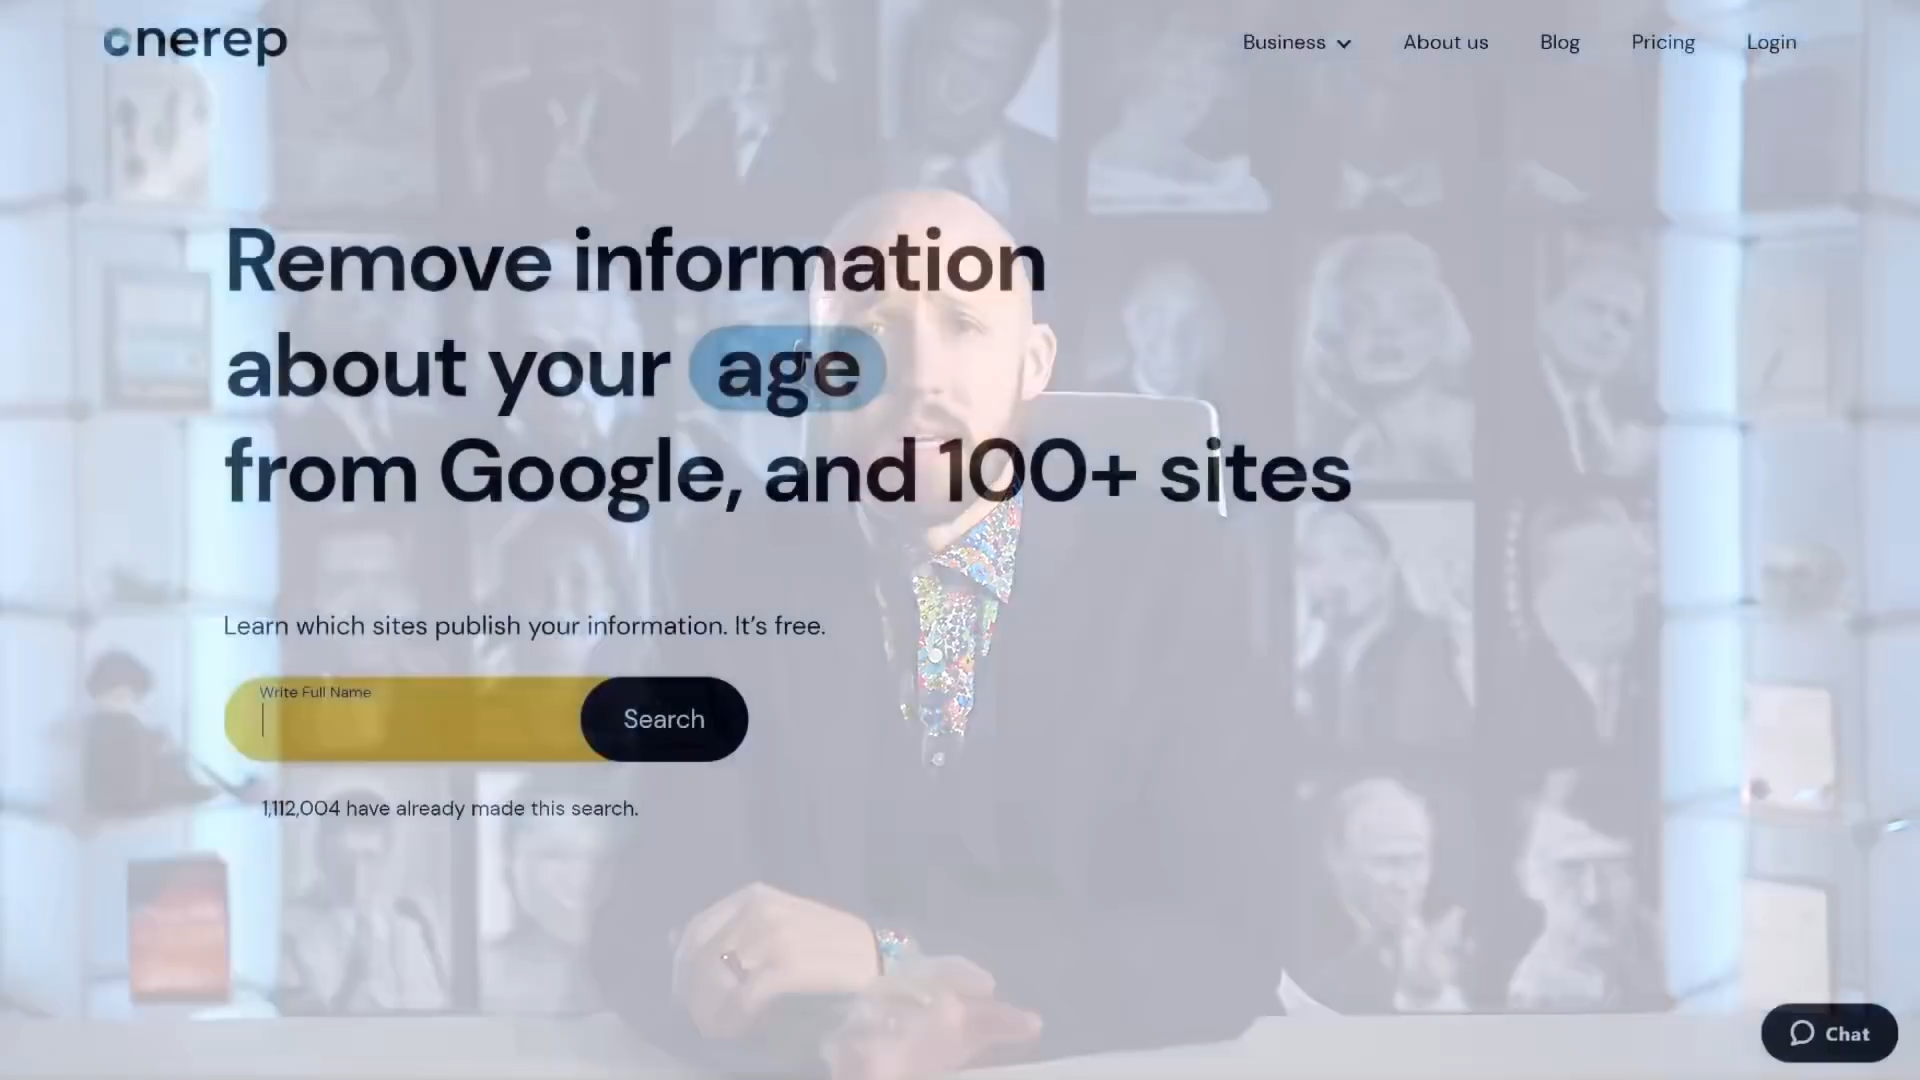 onerep
Business
About us
Blog
Pricing
Login
Remove information
about your age
from Google, and 100+ sites
Learn which sites publish your information. It's free.
Write Full Name
Search
1,112,004 have already made this search.
Chat